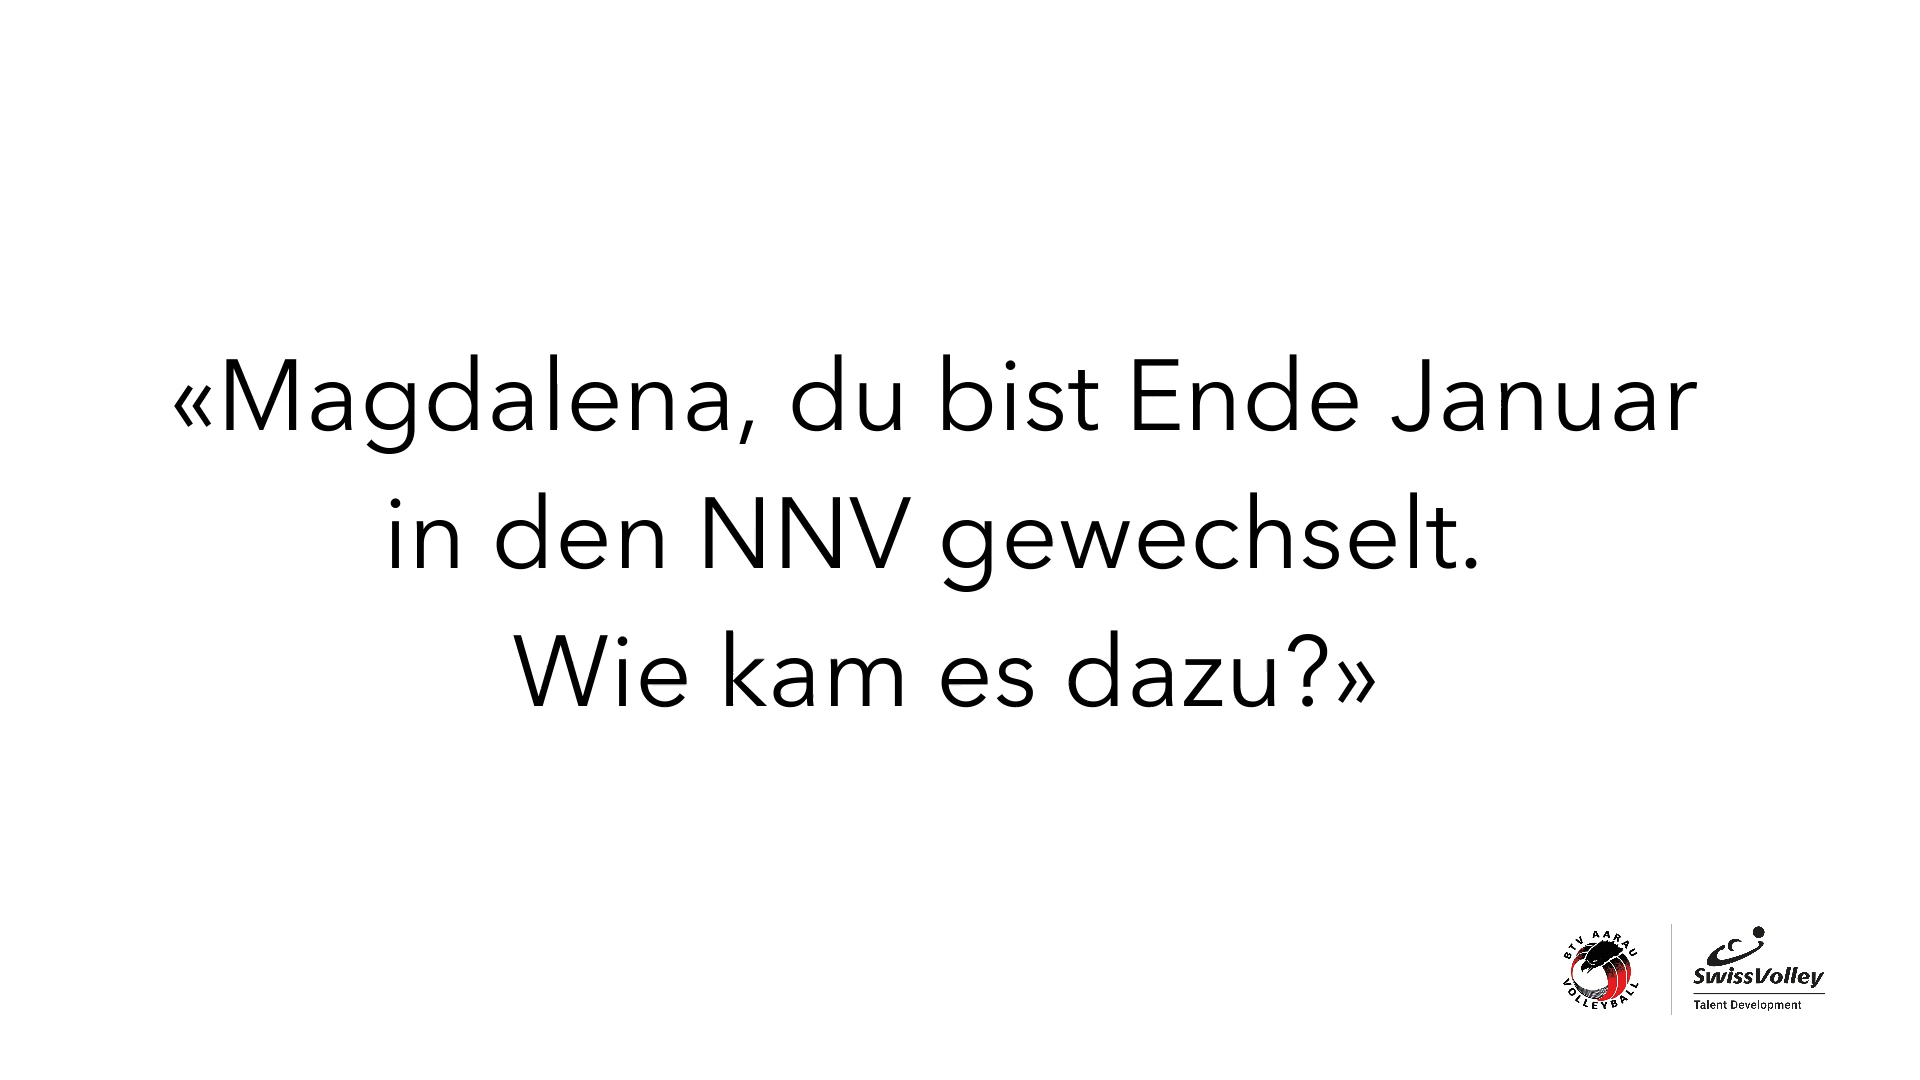 «Magdalena, du bist Ende Januar
in den NNV gewechselt.
Wie kam es dazu?»
BTV AARAU
VOLLEYBALL
SwissVolley
Talent Development